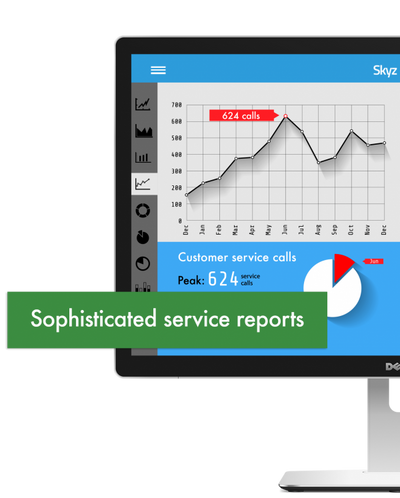 Skyz
700
624 calls
600
500
400
300
200
100
0
Dec Jan Feb Mar Apr May Jun Jul Aug Sep Oct Nov Dec
Customer service calls
Jun
Peak: 624 service calls
Sophisticated service reports
DE